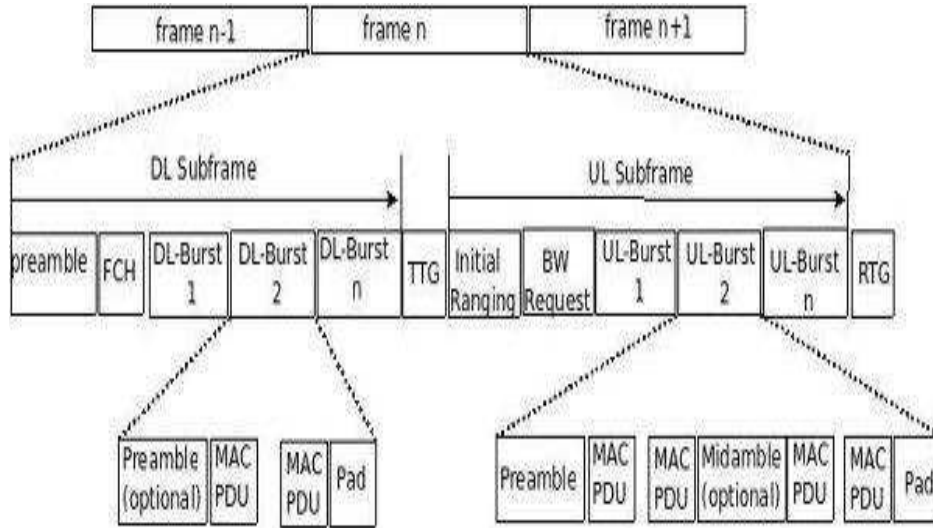 frame n-1
frame n
frame n+1
DL Subframe
UL Subframe
preamble
FCH
DL-Burst
1
DL-Burst
2
DL-Burst
n
TTG
Initial
Ranging
BW
Request
UL-Burst
1
UL-Burst
2
UL-Burst
n
RTG
Preamble
(optional)
MAC
PDU
MAC
PDU
Pad
Preamble
MAC
PDU
MAC
PDU
Midamble
(optional)
MAC
PDU
MAC
PDU
Pad